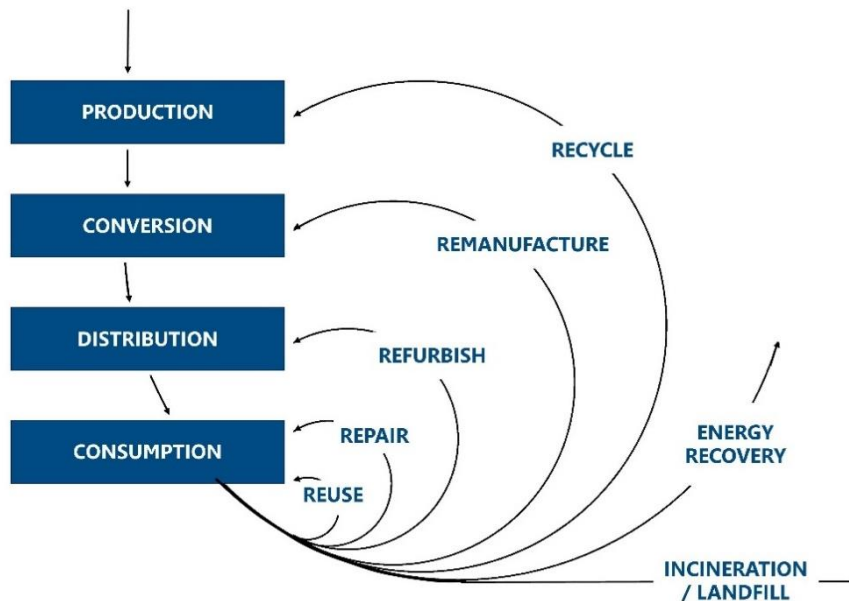 PRODUCTION
RECYCLE
CONVERSION
REMANUFACTURE
DISTRIBUTION
REFURBISH
CONSUMPTION
REPAIR
REUSE
ENERGY
RECOVERY
INCINERATION
/ LANDFILL